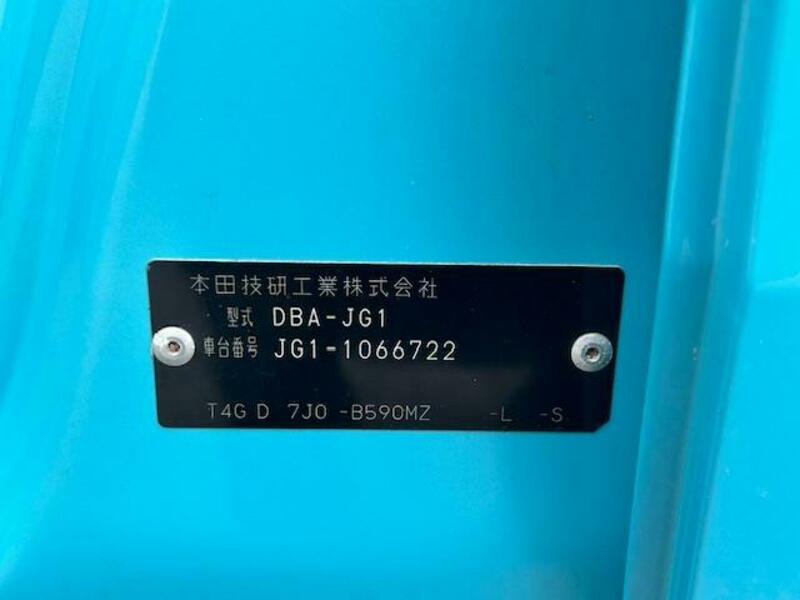 本田技研工業株式会社
型式 DBA-JG1
車台番号 JG1-1066722
T4G D 7J0 -B590MZ -L -S